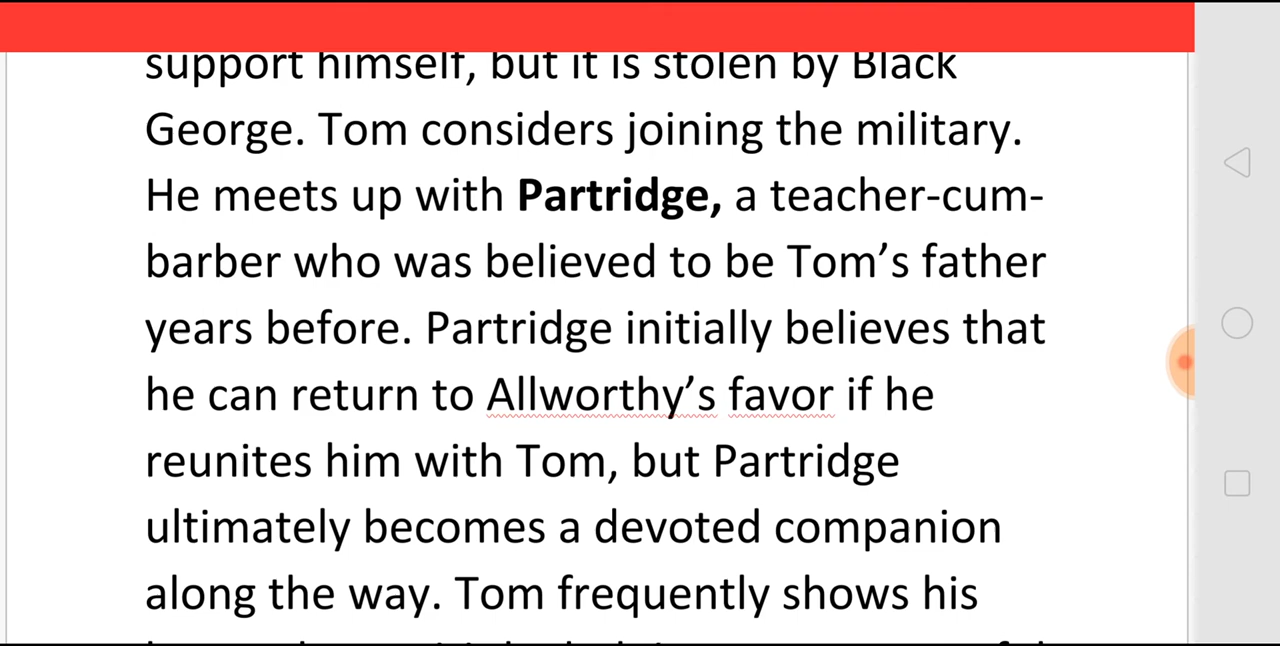 support himself, but it is stolen by Black
George. Tom considers joining the military.
He meets up with Partridge, a teacher-cum-
barber who was believed to be Tom’s father
years before. Partridge initially believes that
he can return to Allworthy’s favor if he
reunites him with Tom, but Partridge
ultimately becomes a devoted companion
along the way. Tom frequently shows his